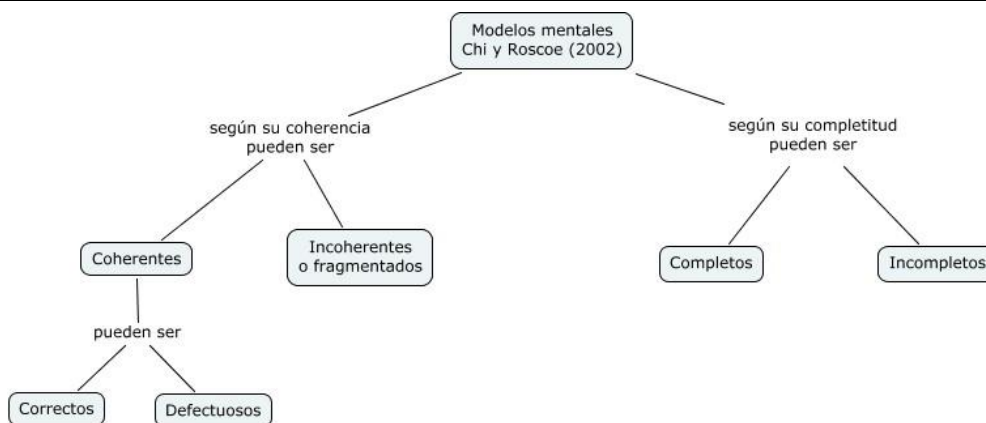 Modelos mentales
Chi y Roscoe (2002)
según su coherencia
pueden ser
según su completitud
pueden ser
Coherentes
Incoherentes
o fragmentados
Completos
Incompletos
pueden ser
Correctos
Defectuosos